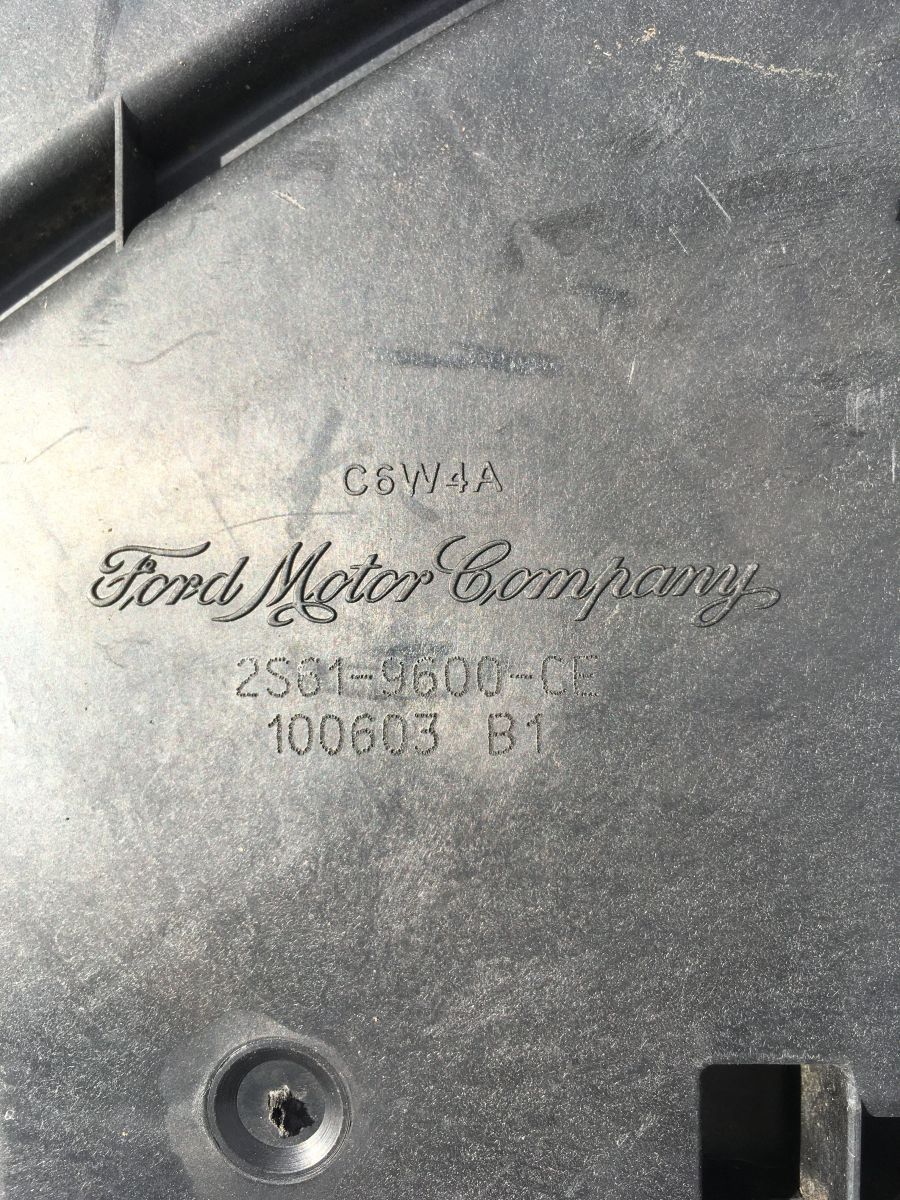 C6W4A
Ford Motor Company
2S61-9600-CE
100603 B1